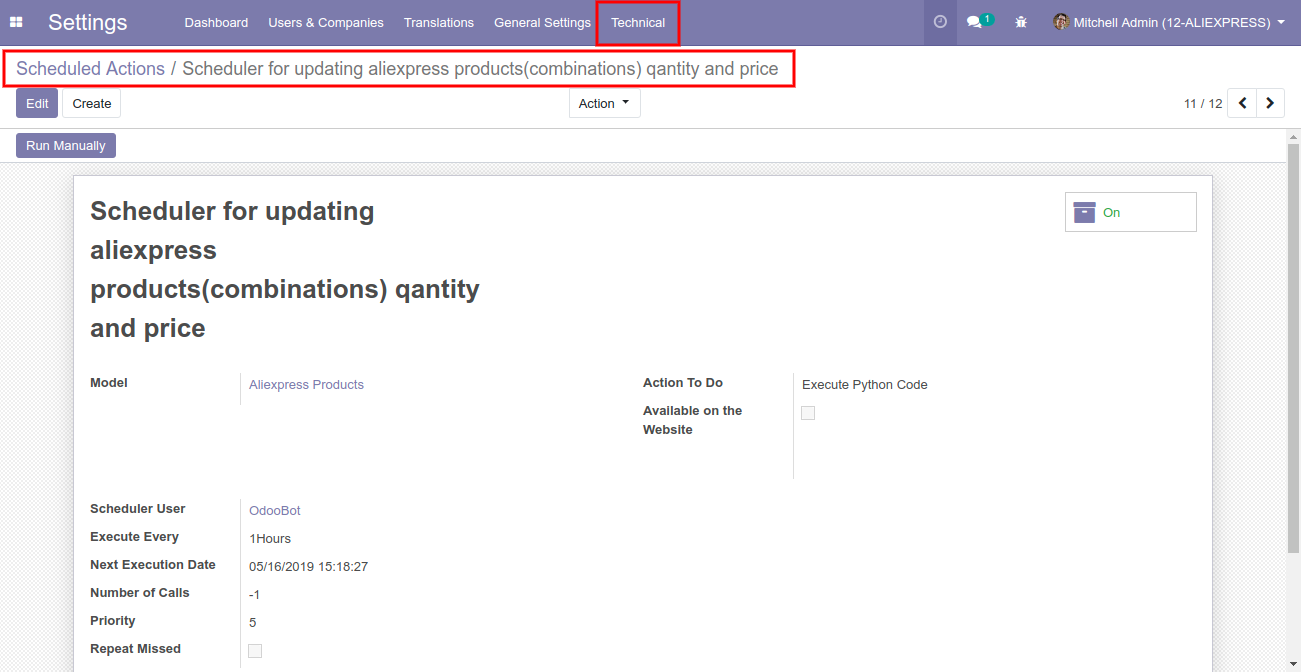 Settings Dashboard Users & Companies Translations General Settings Technical 1 Mitchell Admin (12-ALIEXPRESS)
Scheduled Actions / Scheduler for updating aliexpress products(combinations) qantity and price
Edit Create Action 11 / 12
Run Manually
Scheduler for updating
aliexpress
products(combinations) qantity
and price
On
Model Aliexpress Products
Action To Do Execute Python Code
Available on the
Website
Scheduler User OdooBot
Execute Every 1Hours
Next Execution Date 05/16/2019 15:18:27
Number of Calls -1
Priority 5
Repeat Missed